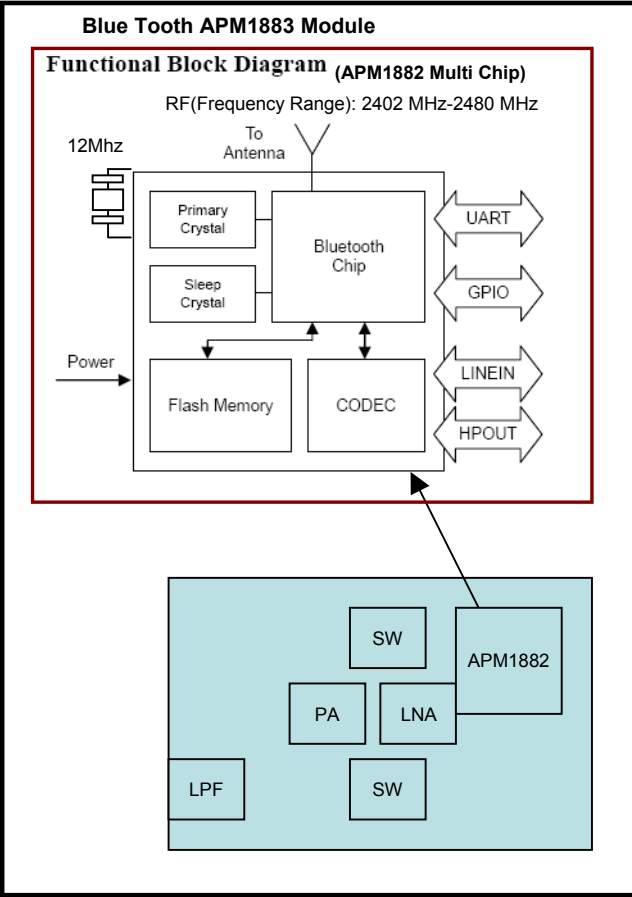 Blue Tooth APM1883 Module
Functional Block Diagram (APM1882 Multi Chip)
RF(Frequency Range): 2402 MHz-2480 MHz
12Mhz
To
Antenna
Primary
Crystal
Bluetooth
Chip
UART
Sleep
Crystal
GPIO
Power
Flash Memory
CODEC
LINEIN
HPOUT
SW
APM1882
PA
LNA
LPF
SW